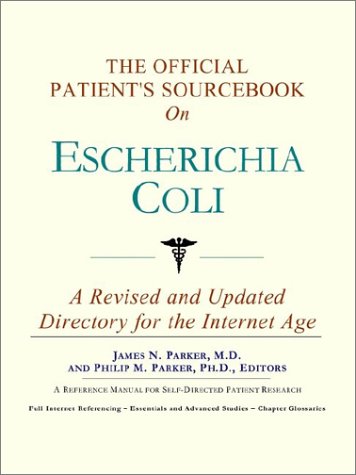 THE OFFICIAL
PATIENT'S SOURCEBOOK
On
ESCHERICHIA
COLI
A Revised and Updated
Directory for the Internet Age
JAMES N. PARKER, M.D.
AND PHILIP M. PARKER, PH.D., EDITORS
A REFERENCE MANUAL FOR SELF-DIRECTED PATIENT RESEARCH
Full Internet Referencing – Essentials and Advanced Studies – Chapter Glossaries